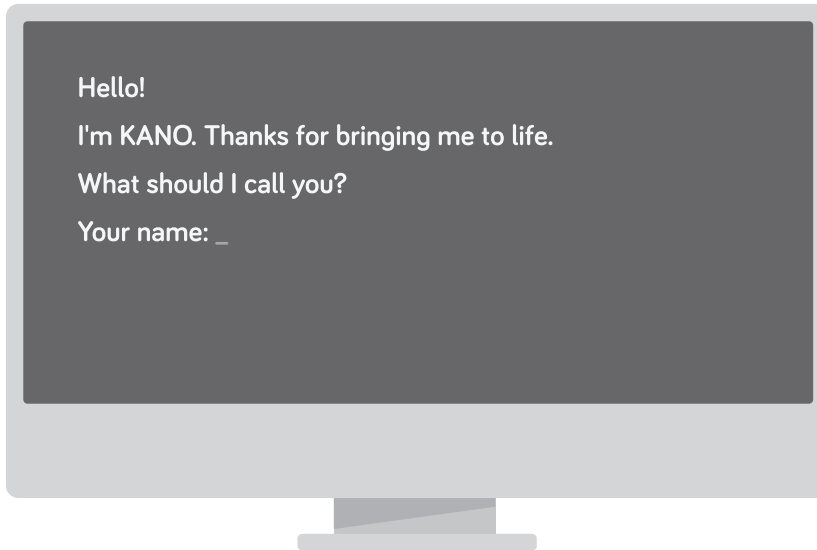 Hello!
I'm KANO. Thanks for bringing me to life.
What should I call you?
Your name: _